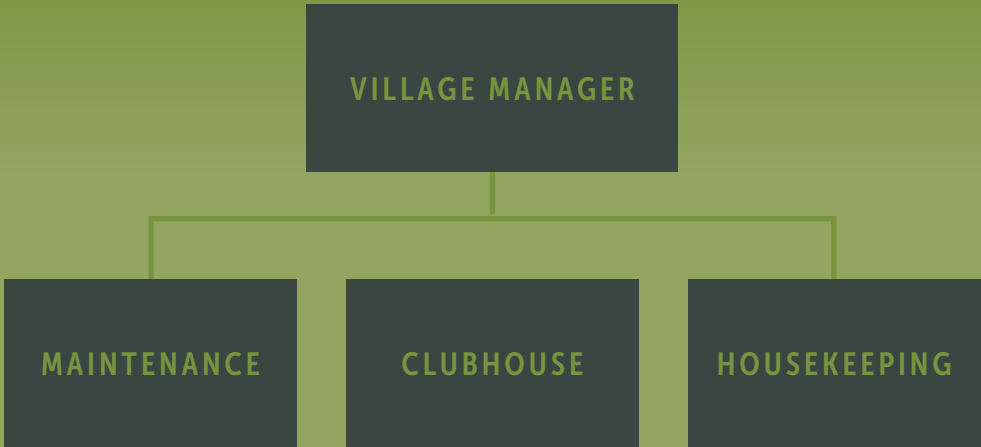 VILLAGE MANAGER
MAINTENANCE
CLUBHOUSE
HOUSEKEEPING